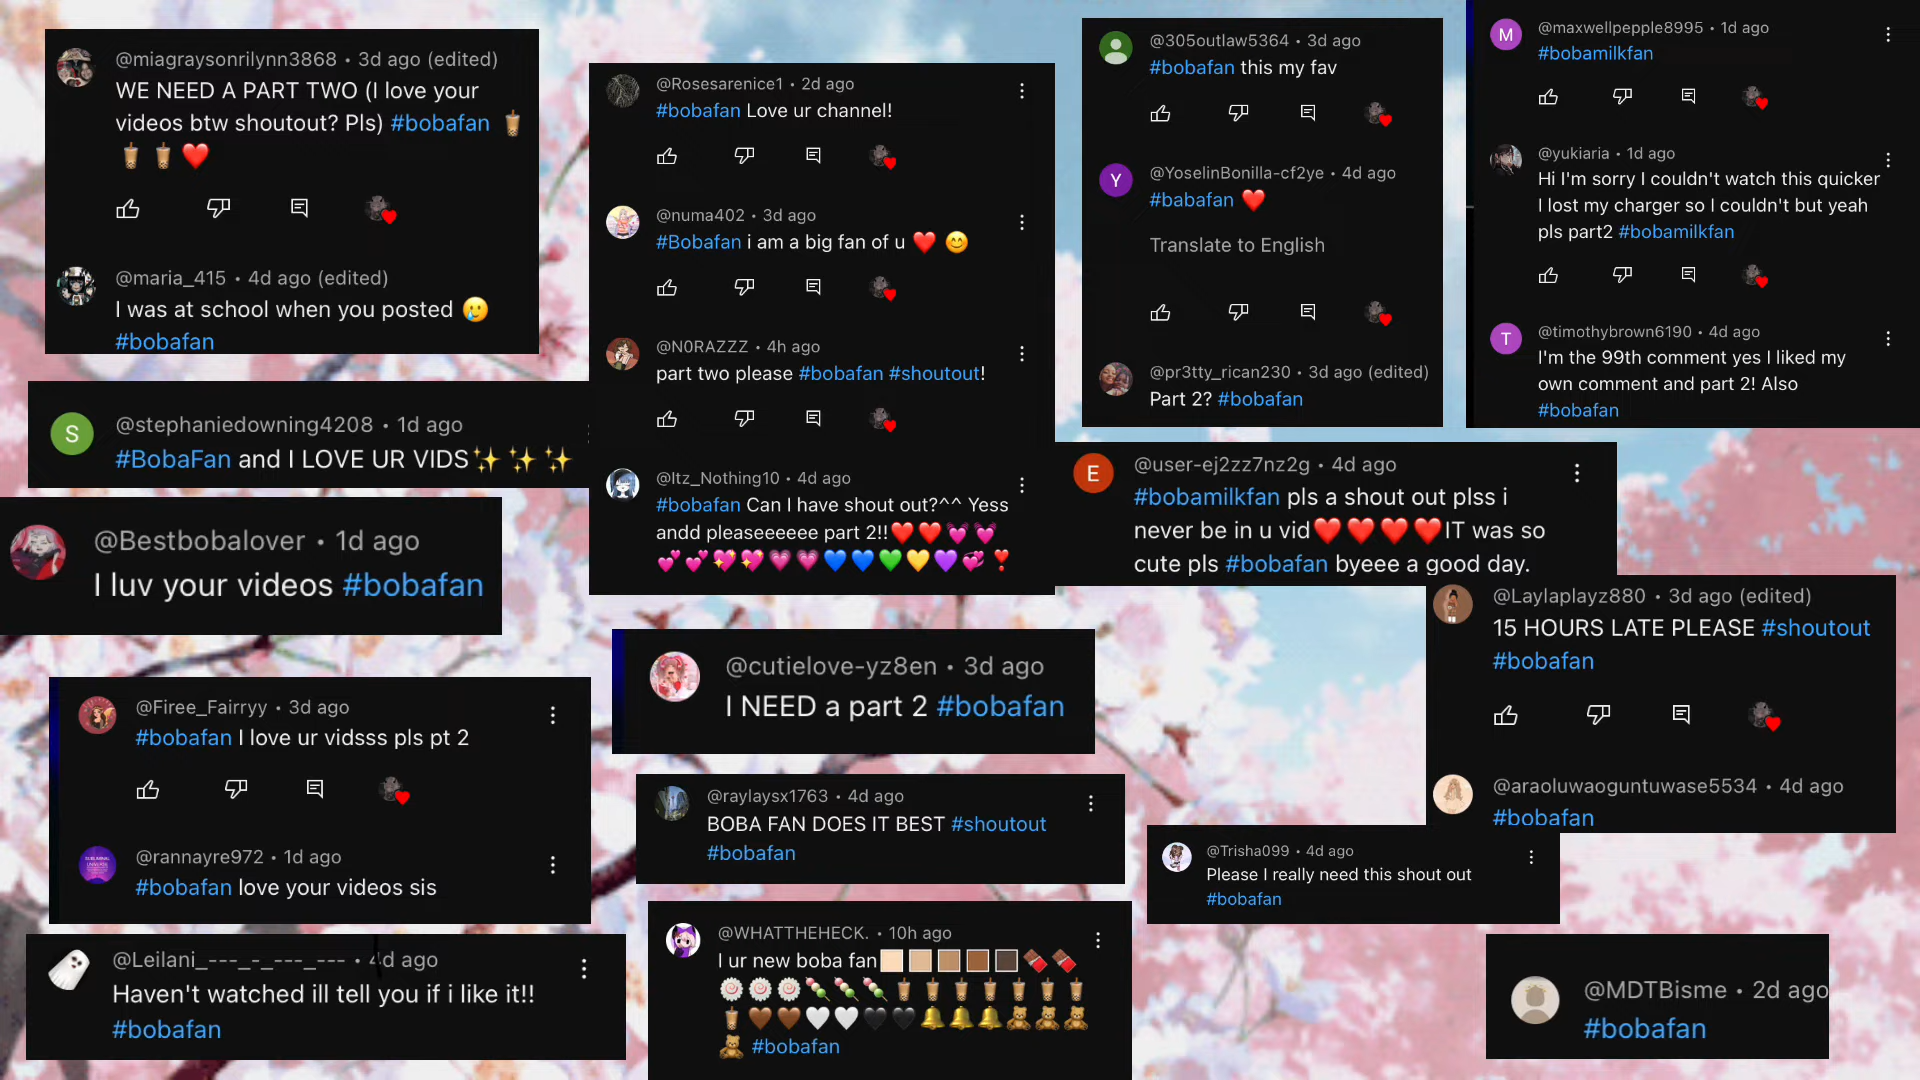 @miagraysonrilynn3868 • 3d ago (edited)
WE NEED A PART TWO (I love your
videos btw shoutout? Pls) #bobafan 🧋
🧋 🧋 ❤️
@maria_415 • 4d ago (edited)
I was at school when you posted 🥲
#bobafan
@stephaniedowning4208 • 1d ago
#BobaFan and I LOVE UR VIDS✨ ✨ ✨
@Bestbobalover • 1d ago
I luv your videos #bobafan
@Firee_Fairryy • 3d ago
#bobafan I love ur vidsss pls pt 2
@rannayre972 • 1d ago
#bobafan love your videos sis
@Leilani_---_-_---_--- • 4d ago
Haven't watched ill tell you if i like it!!
#bobafan
@Rosesarenice1 • 2d ago
#bobafan Love ur channel!
@numa402 • 3d ago
#Bobafan i am a big fan of u ❤️ 😊
@N0RAZZZ • 4h ago
part two please #bobafan #shoutout!
@Itz_Nothing10 • 4d ago
#bobafan Can I have shout out?^^ Yess
andd pleaseeeeee part 2!!❤️❤️💓💓
💕💕💖💖💗💗💙💙💚💛💜💞❣️
@cutielove-yz8en • 3d ago
I NEED a part 2 #bobafan
@raylaysx1763 • 4d ago
BOBA FAN DOES IT BEST #shoutout
#bobafan
@WHATTHEHECK. • 10h ago
I ur new boba fan🏻🏼🏽🏾🏿🍫🍫
🍥🍥🍥🍡🍡🍡🧋🧋🧋🧋🧋🧋🧋
🧋🤎🤎🤍🤍🖤🖤🔔🔔🔔🧸🧸🧸
🧸 #bobafan
@305outlaw5364 • 3d ago
#bobafan this my fav
@YoselinBonilla-cf2ye • 4d ago
#babafan ❤️
Translate to English
@pr3tty_rican230 • 3d ago (edited)
Part 2? #bobafan
M
@maxwellpepple8995 • 1d ago
#bobamilkfan
@yukiaria • 1d ago
Hi I'm sorry I couldn't watch this quicker
I lost my charger so I couldn't but yeah
pls part2 #bobamilkfan
T
@timothybrown6190 • 4d ago
I'm the 99th comment yes I liked my
own comment and part 2! Also
#bobafan
E
@user-ej2zz7nz2g • 4d ago
#bobamilkfan pls a shout out plss i
never be in u vid❤️❤️❤️❤️IT was so
cute pls #bobafan byeee a good day.
@Laylaplayz880 • 3d ago (edited)
15 HOURS LATE PLEASE #shoutout
#bobafan
@araoluwaoguntuwase5534 • 4d ago
#bobafan
@Trisha099 • 4d ago
Please I really need this shout out
#bobafan
@MDTBisme • 2d ago
#bobafan
S
Y